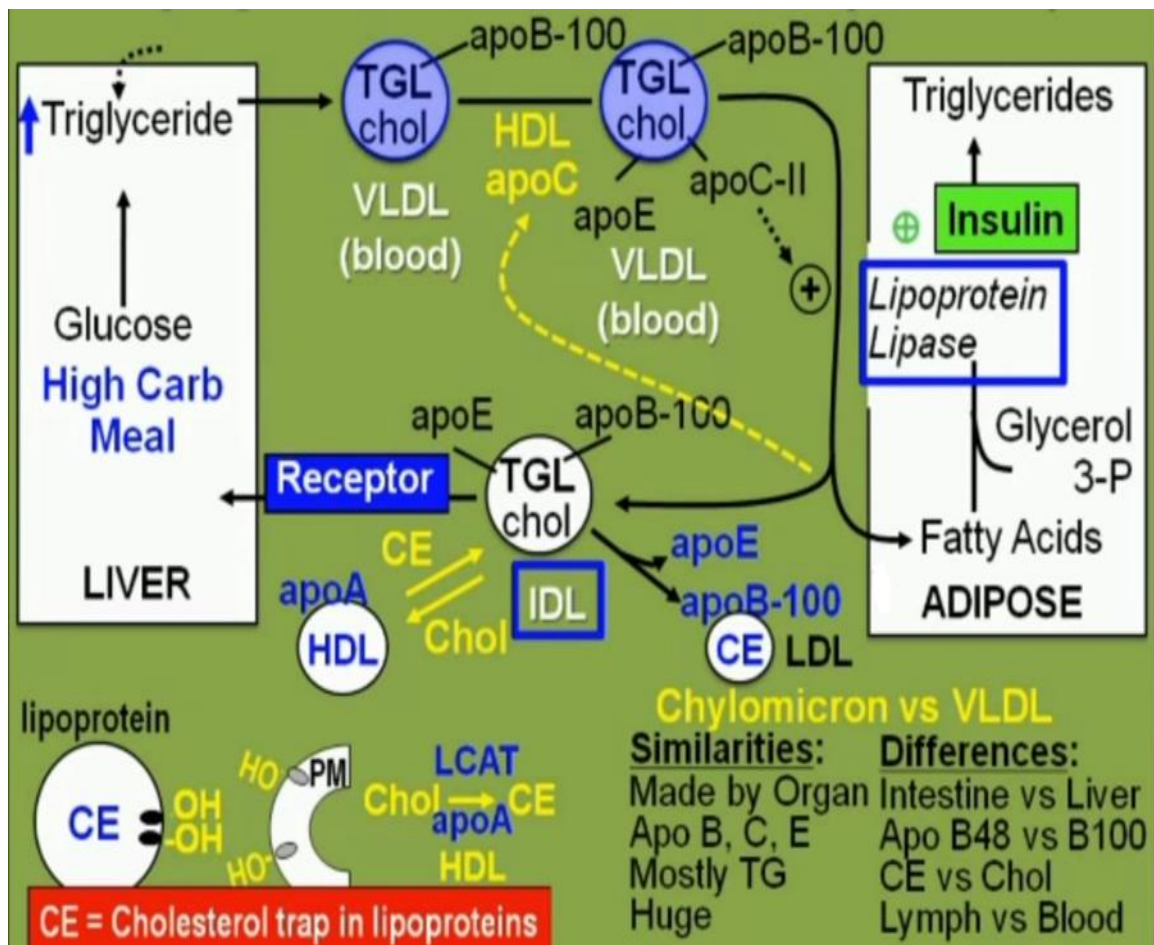 apoB-100
apoB-100
TGL
chol
TGL
chol
Triglyceride
HDL
apoC
apoE
apoC-II
VLDL
(blood)
VLDL
(blood)
+
Triglycerides
⊕
Insulin
Lipoprotein
Lipase
Glycerol
3-P
Fatty Acids
ADIPOSE
Glucose
High Carb
Meal
LIVER
Receptor
apoE
apoB-100
TGL
chol
IDL
CE
Chol
apoA
HDL
apoE
apoB-100
CE
LDL
lipoprotein
CE
OH
-OH
HO
PM
HO-
LCAT
Chol → CE
apoA
HDL
CE = Cholesterol trap in lipoproteins
Chylomicron vs VLDL
Similarities:
Made by Organ
Apo B, C, E
Mostly TG
Huge
Differences:
Intestine vs Liver
Apo B48 vs B100
CE vs Chol
Lymph vs Blood